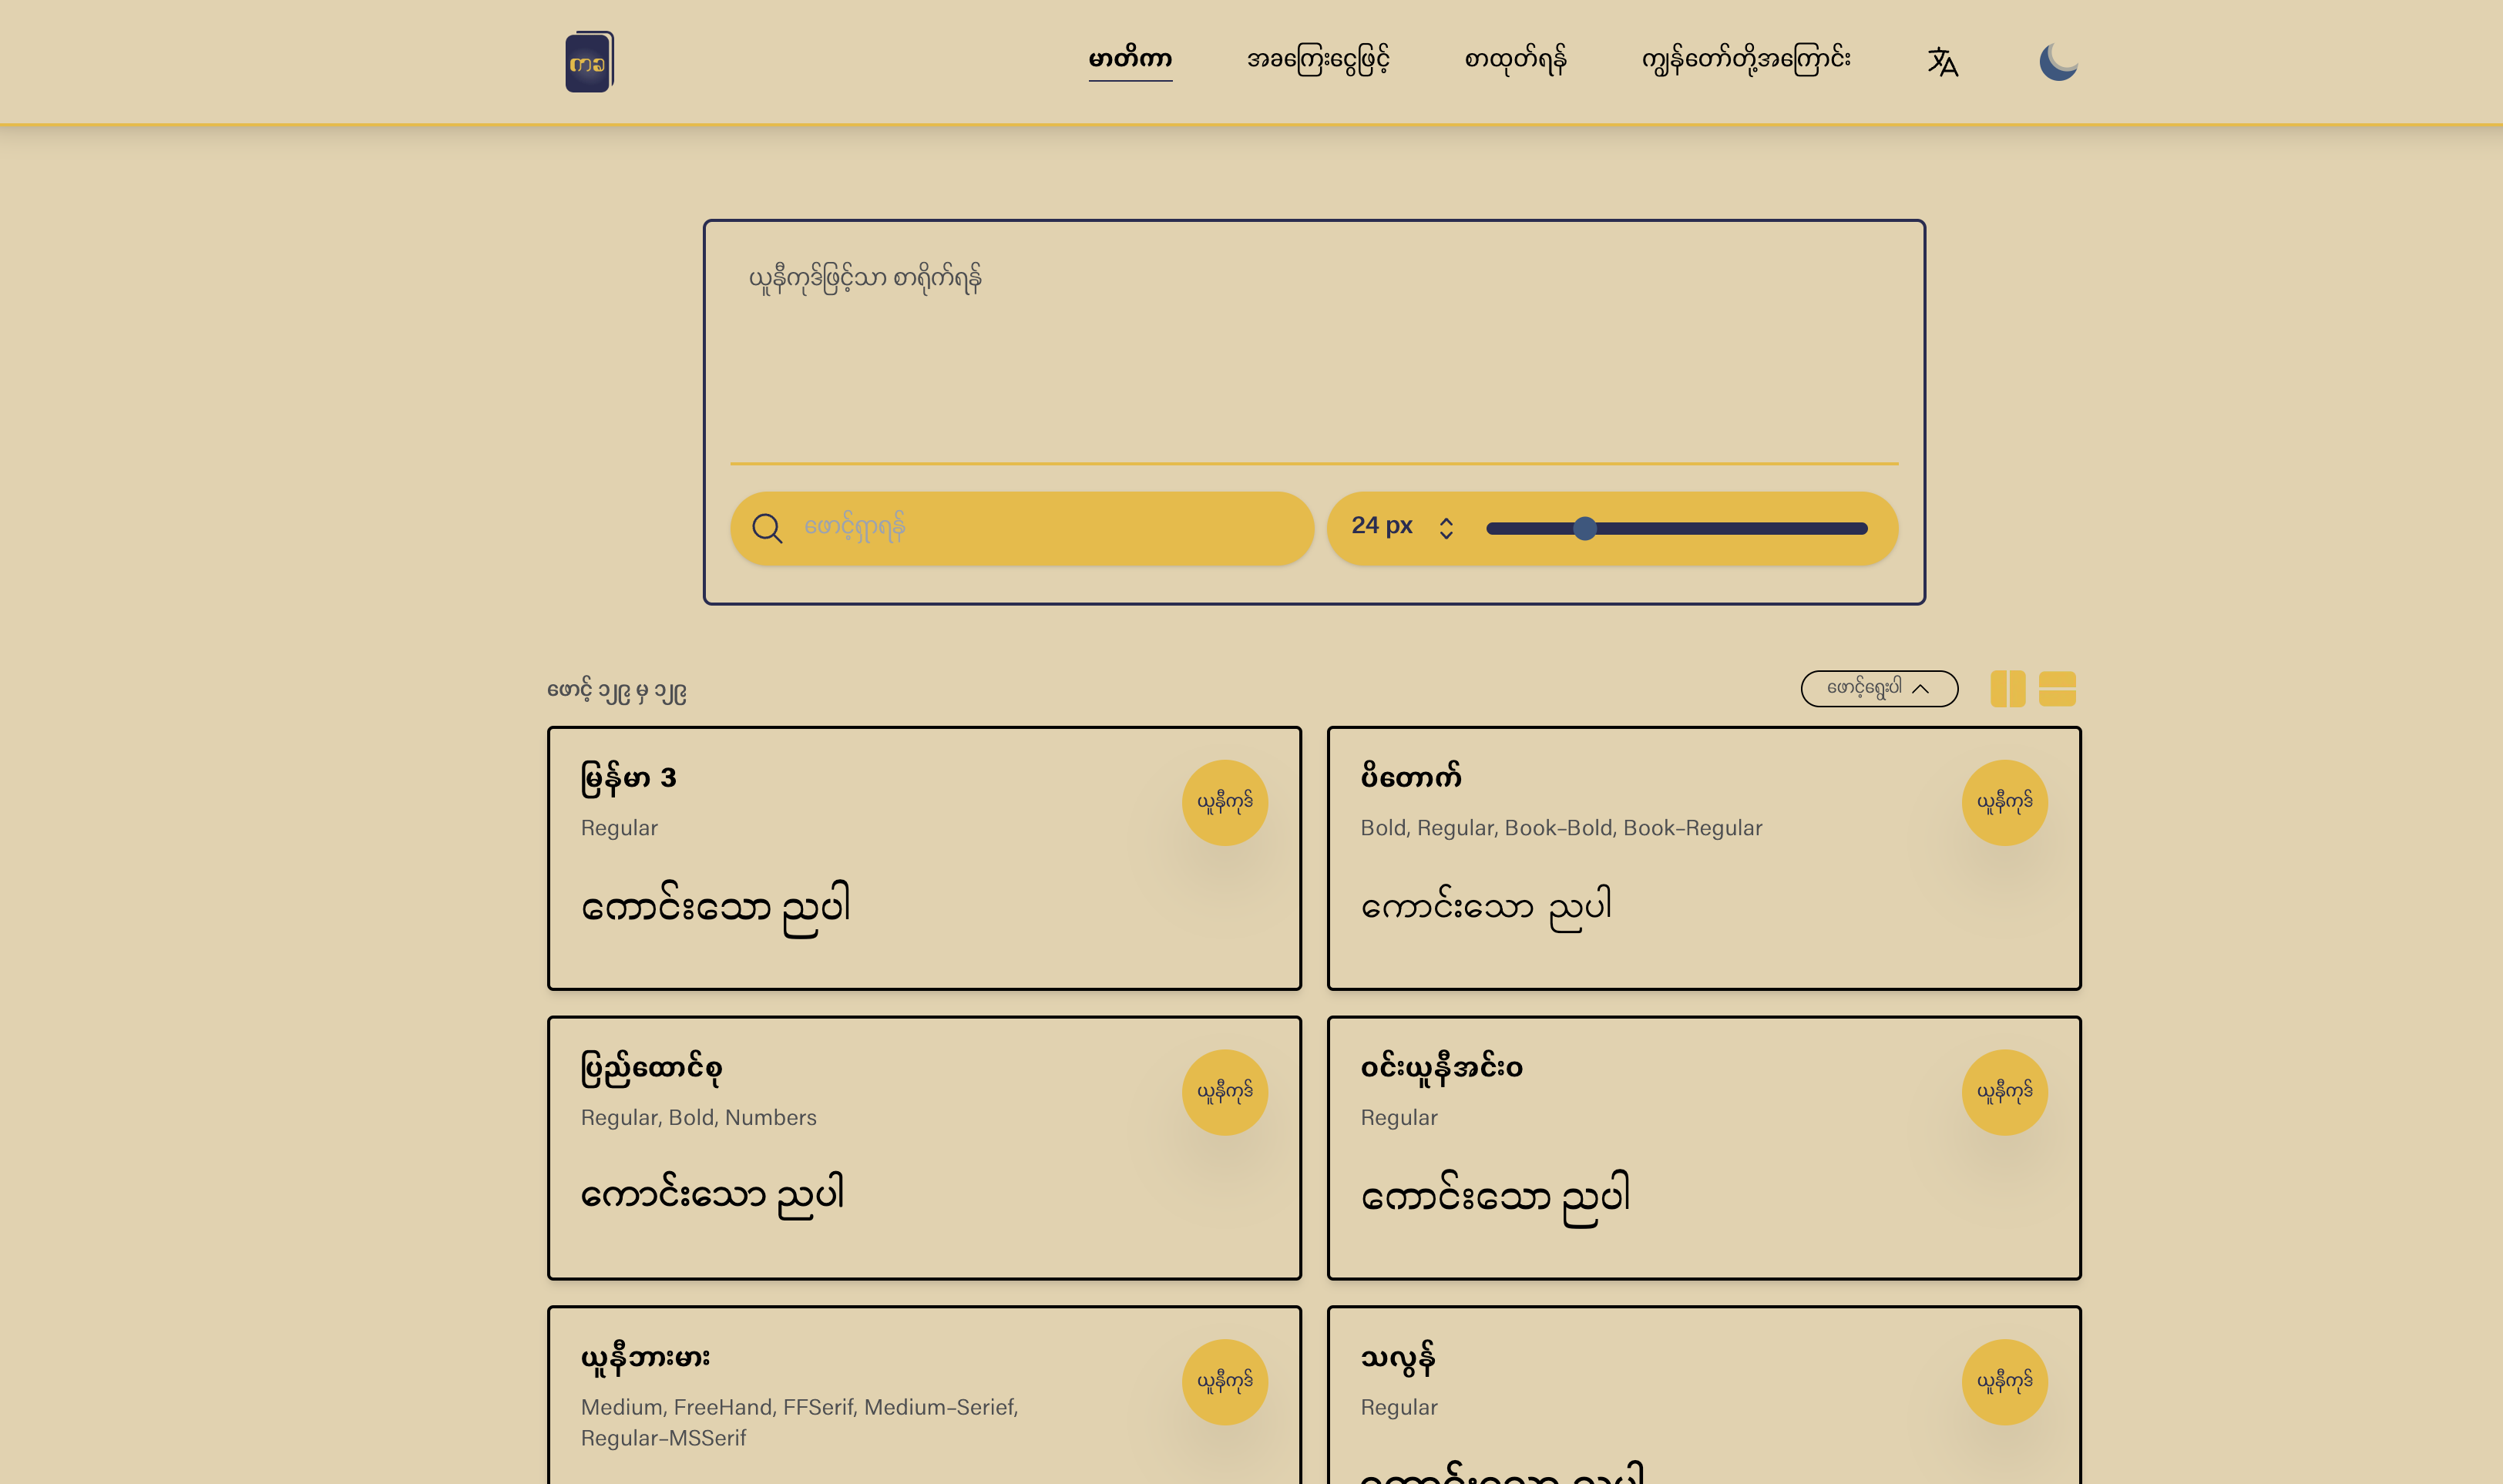 ကခ
မာတိကာ အခကြေးငွေဖြင့် စာထုတ်ရန် ကျွန်တော်တို့အကြောင်း
ယူနီကုဒ်ဖြင့်သာ စာရိုက်ရန်
ဖောင့်ရှာရန် 24 px
ဖောင့် ၁၂၉ မှ ၁၂၉ ဖောင့်ရွေးပါ
မြန်မာ 3
ယူနီကုဒ်
Regular
ကောင်းသော ညပါ
ပိတောက်
ယူနီကုဒ်
Bold, Regular, Book-Bold, Book-Regular
ကောင်းသော ညပါ
ပြည်ထောင်စု
ယူနီကုဒ်
Regular, Bold, Numbers
ကောင်းသော ညပါ
ဝင်းယူနီအင်းဝ
ယူနီကုဒ်
Regular
ကောင်းသော ညပါ
ယူနီဘားမား
ယူနီကုဒ်
Medium, FreeHand, FFSerif, Medium-Serief,
Regular-MSSerif
သလွန်
ယူနီကုဒ်
Regular
ကောင်းသော ညပါ